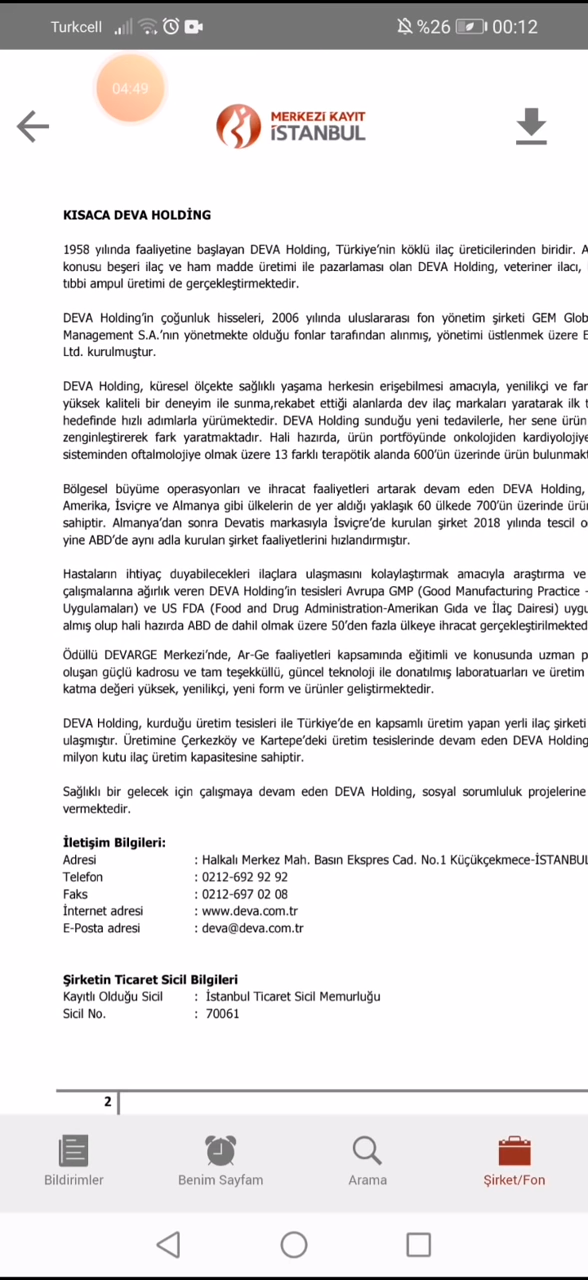 Turkcell %26 00:12
04:49
MERKEZİ KAYIT
İSTANBUL
KISACA DEVA HOLDİNG
1958 yılında faaliyetine başlayan DEVA Holding, Türkiye'nin köklü ilaç üreticilerinden biridir. A
konusu beşeri ilaç ve ham madde üretimi ile pazarlaması olan DEVA Holding, veteriner ilacı,
tıbbi ampul üretimi de gerçekleştirmektedir.
DEVA Holding'in çoğunluk hisseleri, 2006 yılında uluslararası fon yönetim şirketi GEM Glob
Management S.A.'nın yönetmekte olduğu fonlar tarafından alınmış, yönetimi üstlenmek üzere E
Ltd. kurulmuştur.
DEVA Holding, küresel ölçekte sağlıklı yaşama herkesin erişebilmesi amacıyla, yenilikçi ve far
yüksek kaliteli bir deneyim ile sunma,rekabet ettiği alanlarda dev ilaç markaları yaratarak ilk t
hedefinde hızlı adımlarla yürümektedir. DEVA Holding sunduğu yeni tedavilerle, her sene ürün
zenginleştirerek fark yaratmaktadır. Hali hazırda, ürün portföyünde onkolojiden kardiyolojiye
sisteminden oftalmolojiye olmak üzere 13 farklı terapötik alanda 600'ün üzerinde ürün bulunmakt
Bölgesel büyüme operasyonları ve ihracat faaliyetleri artarak devam eden DEVA Holding,
Amerika, İsviçre ve Almanya gibi ülkelerin de yer aldığı yaklaşık 60 ülkede 700'ün üzerinde ürü
sahiptir. Almanya'dan sonra Devatis markasıyla İsviçre'de kurulan şirket 2018 yılında tescil o
yine ABD'de aynı adla kurulan şirket faaliyetlerini hızlandırmıştır.
Hastaların ihtiyaç duyabilecekleri ilaçlara ulaşmasını kolaylaştırmak amacıyla araştırma ve
çalışmalarına ağırlık veren DEVA Holding'in tesisleri Avrupa GMP (Good Manufacturing Practice -
Uygulamaları) ve US FDA (Food and Drug Administration-Amerikan Gıda ve İlaç Dairesi) uygu
almış olup hali hazırda ABD de dahil olmak üzere 50'den fazla ülkeye ihracat gerçekleştirilmekted
Ödüllü DEVARGE Merkezi'nde, Ar-Ge faaliyetleri kapsamında eğitimli ve konusunda uzman p
oluşan güçlü kadrosu ve tam teşekküllü, güncel teknoloji ile donatılmış laboratuarları ve üretim
katma değeri yüksek, yenilikçi, yeni form ve ürünler geliştirmektedir.
DEVA Holding, kurduğu üretim tesisleri ile Türkiye'de en kapsamlı üretim yapan yerli ilaç şirketi
ulaşmıştır. Üretimine Çerkezköy ve Kartepe'deki üretim tesislerinde devam eden DEVA Holding
milyon kutu ilaç üretim kapasitesine sahiptir.
Sağlıklı bir gelecek için çalışmaya devam eden DEVA Holding, sosyal sorumluluk projelerine
vermektedir.
İletişim Bilgileri:
Adresi : Halkalı Merkez Mah. Basın Ekspres Cad. No.1 Küçükçekmece-İSTANBUL
Telefon : 0212-692 92 92
Faks : 0212-697 02 08
İnternet adresi : www.deva.com.tr
E-Posta adresi : deva@deva.com.tr
Şirketin Ticaret Sicil Bilgileri
Kayıtlı Olduğu Sicil : İstanbul Ticaret Sicil Memurluğu
Sicil No. : 70061
2
Bildirimler Benim Sayfam Arama Şirket/Fon